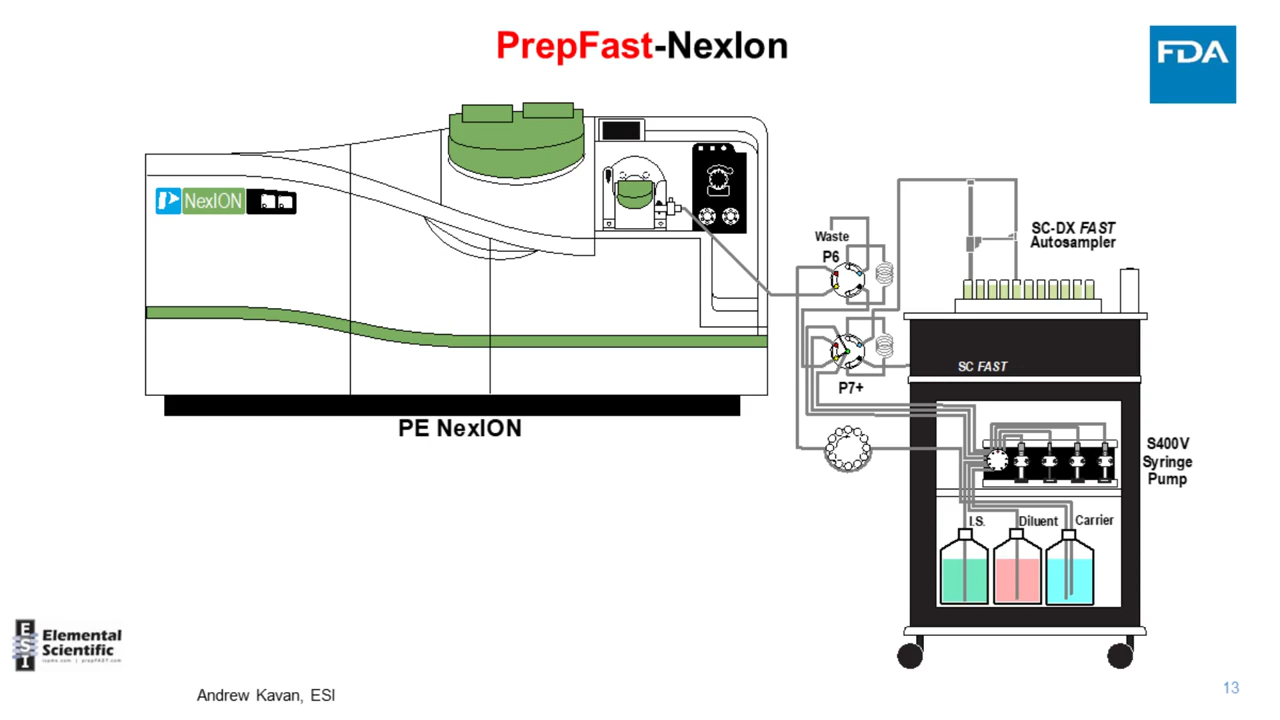 PrepFast-NexIon
FDA
NexION
Waste
P6
SC-DX FAST
Autosampler
SC FAST
P7+
PE NexION
S400V
Syringe
Pump
I.S.
Diluent
Carrier
ESI
Elemental
Scientific
Andrew Kavan, ESI
13